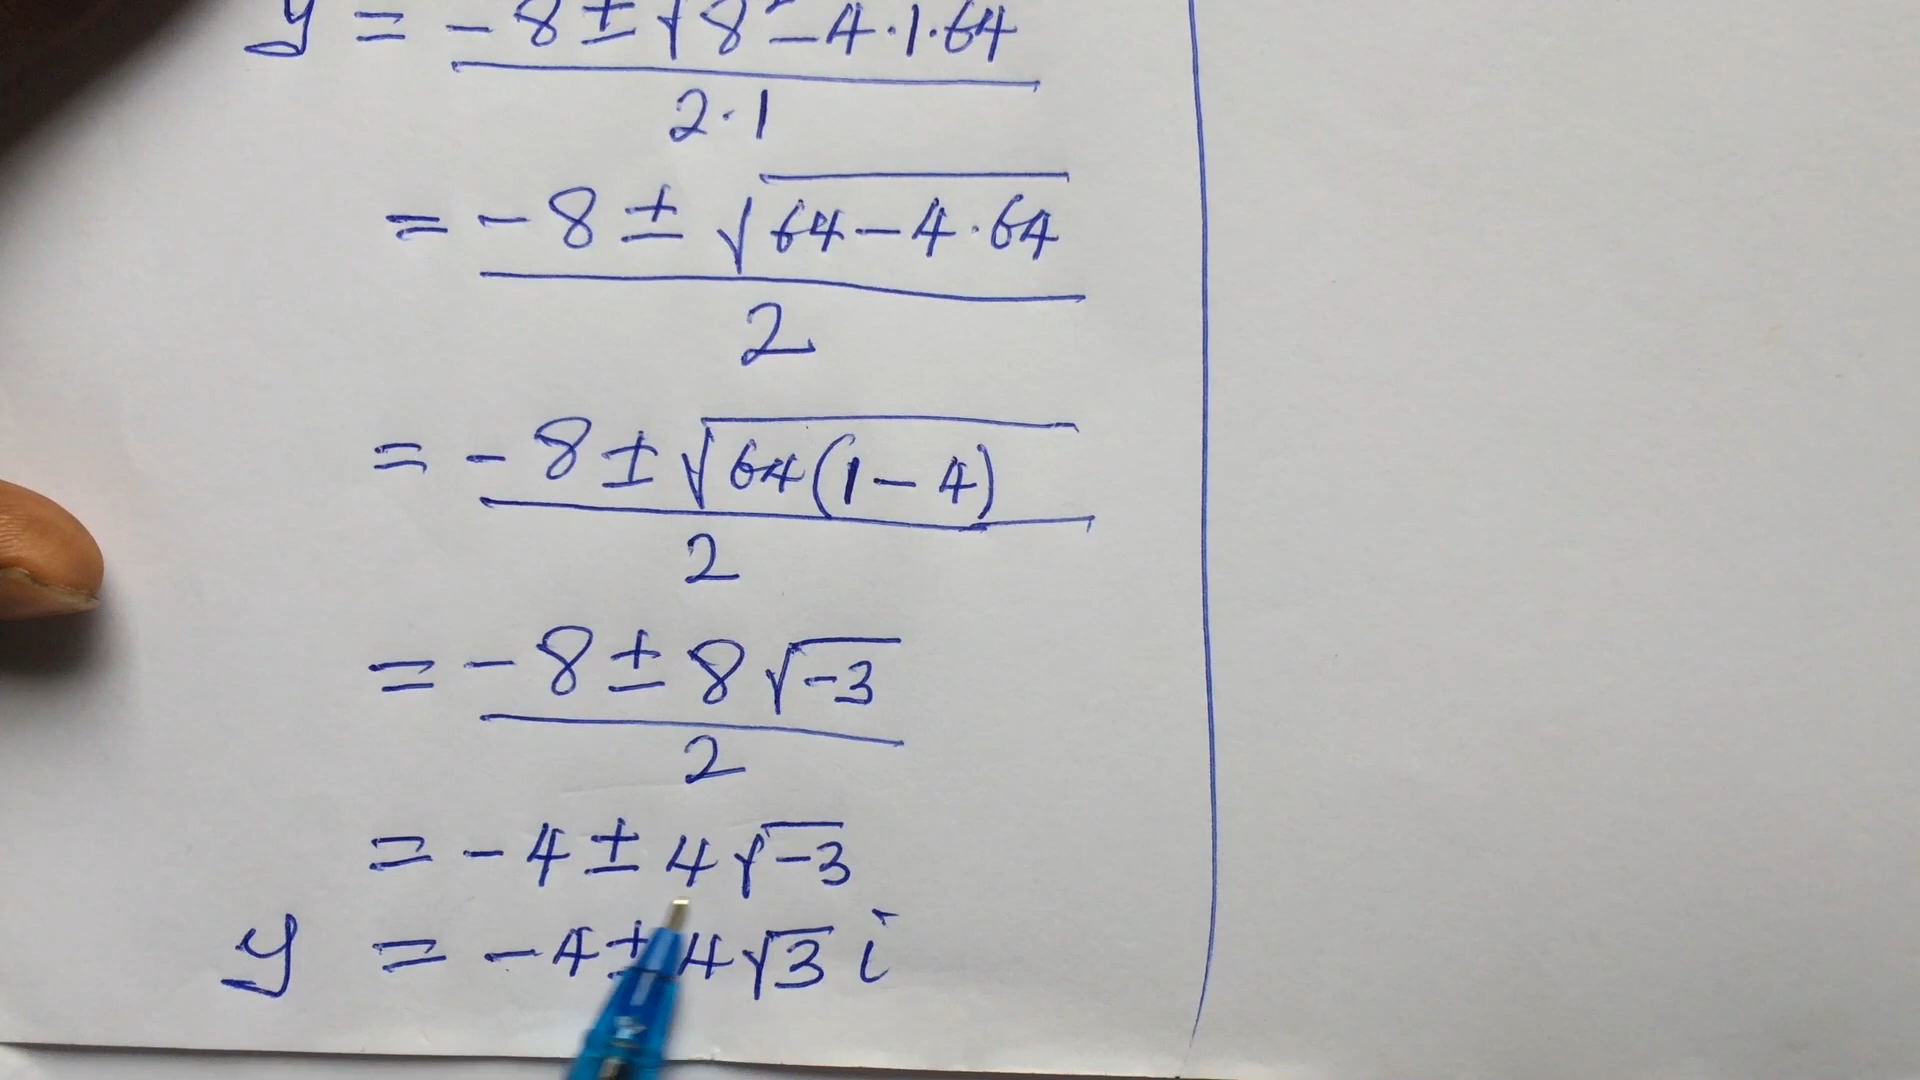 y = -8 ± √8² - 4·1·64
2·1
= -8 ± √64 - 4·64
2
= -8 ± √64(1-4)
2
= -8 ± 8√-3
2
= -4 ± 4√-3
y = -4 ± 4√3 i